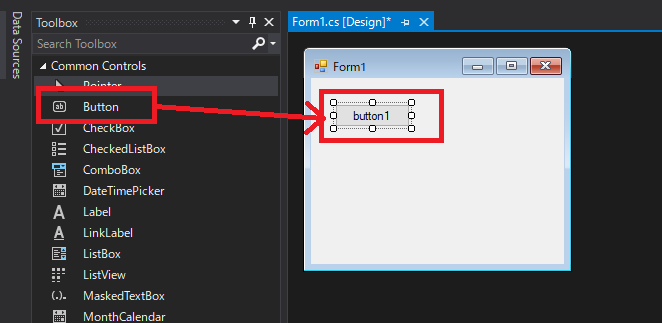 Data Sources
Toolbox
Search Toolbox
Common Controls
Pointer
Button
CheckBox
CheckedListBox
ComboBox
DateTimePicker
Label
LinkLabel
ListBox
ListView
MaskedTextBox
MonthCalendar
Form1.cs [Design]*
Form1
button1